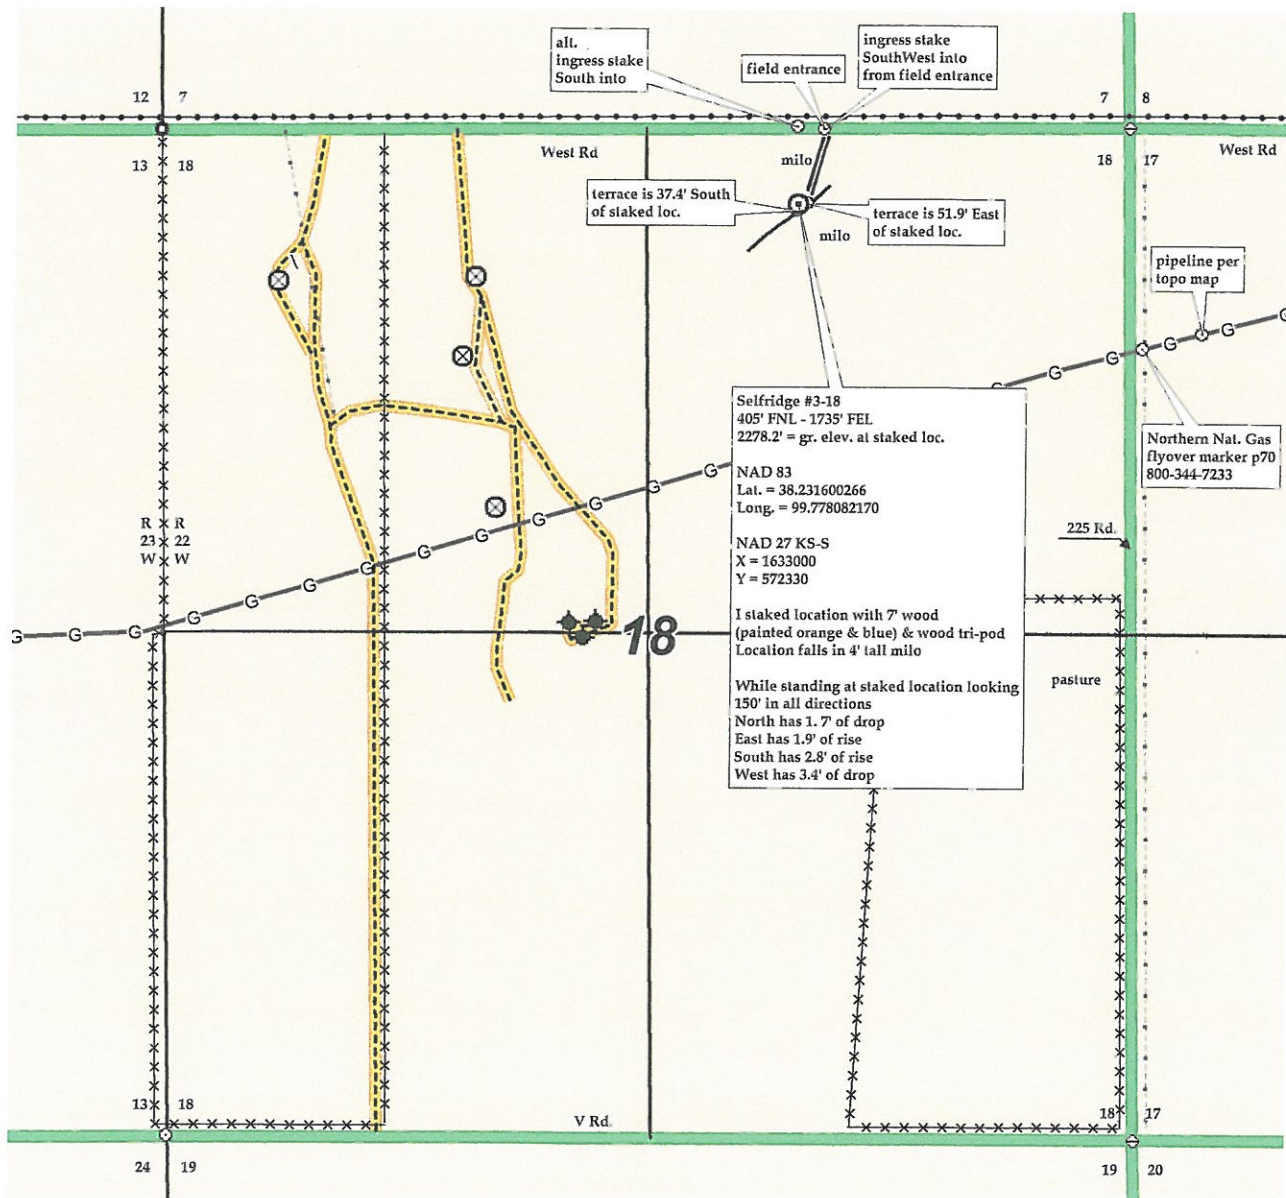 alt.
ingress stake
South into
field entrance
ingress stake
SouthWest into
from field entrance
12 7
7 8
13 18
West Rd
milo
18 17
West Rd
terrace is 37.4' South
of staked loc.
terrace is 51.9' East
of staked loc.
milo
pipeline per
topo map
Selfridge #3-18
405' FNL - 1735' FEL
2278.2' = gr. elev. at staked loc.
NAD 83
Lat. = 38.231600266
Long. = 99.778082170
NAD 27 KS-S
X = 1633000
Y = 572330
I staked location with 7' wood
(painted orange & blue) & wood tri-pod
Location falls in 4' tall milo
While standing at staked location looking
150' in all directions
North has 1. 7' of drop
East has 1.9' of rise
South has 2.8' of rise
West has 3.4' of drop
Northern Nat. Gas
flyover marker p70
800-344-7233
G G G G G G G G G G G G G G G G G G G
R R
23 22
W W
225 Rd.
18
pasture
13 18
V Rd.
18 17
24 19
19 20